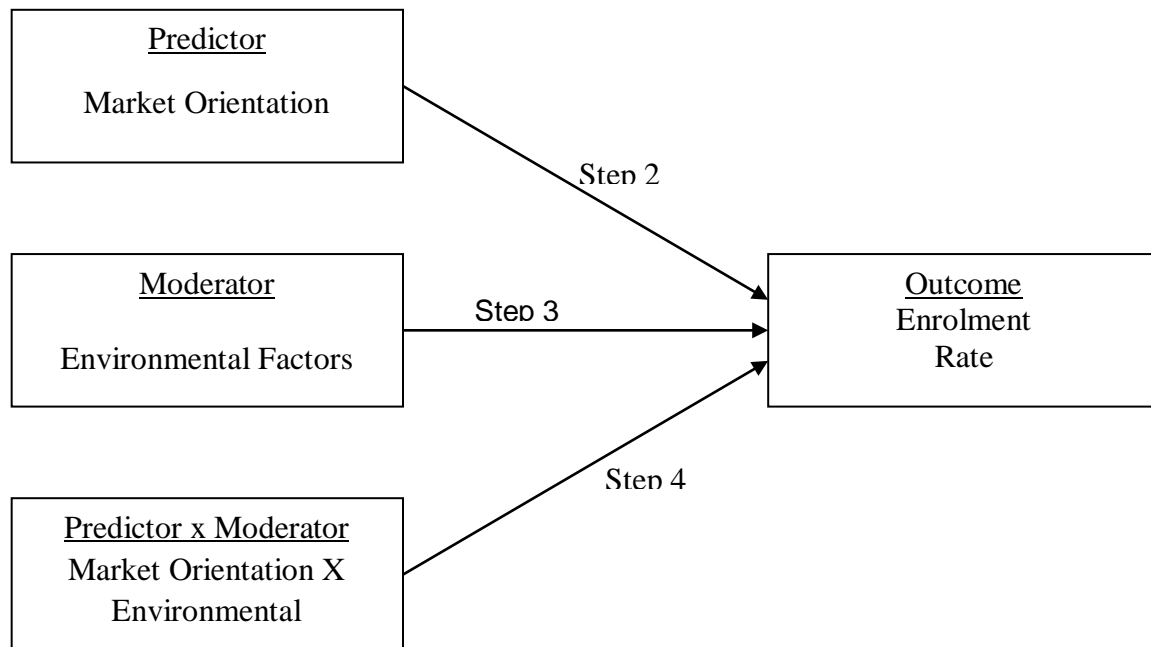 Predictor
Market Orientation
Step 2
Moderator
Environmental Factors
Step 3
Outcome
Enrolment
Rate
Step 4
Predictor x Moderator
Market Orientation X
Environmental